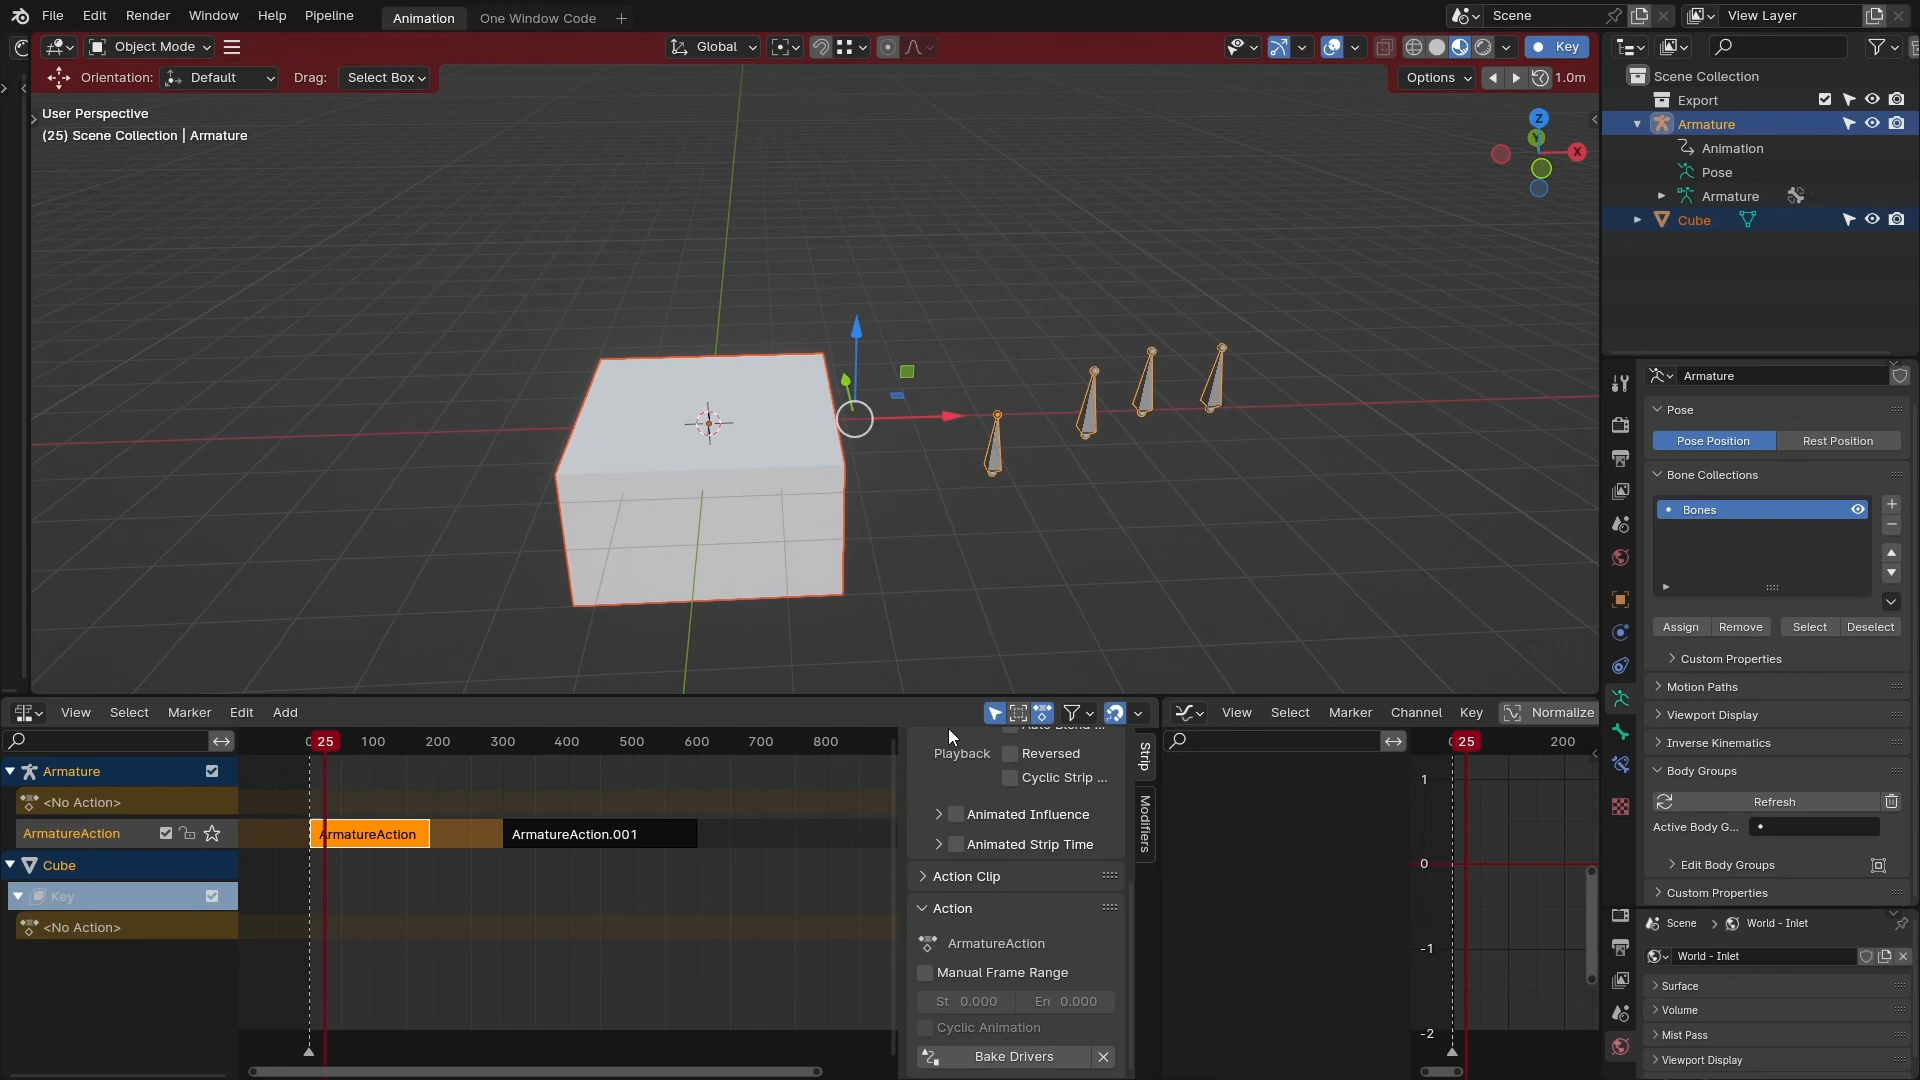 File Edit Render Window Help Pipeline Animation One Window Code Scene View Layer
Object Mode Global Key
Orientation: Default Drag: Select Box Options 1.0m
User Perspective
(25) Scene Collection | Armature
Z
Y
X
Scene Collection
Export
Armature
Animation
Pose
Armature
Cube
Armature
Pose
Pose Position Rest Position
Bone Collections
Bones
Assign Remove Select Deselect
Custom Properties
Motion Paths
Viewport Display
Inverse Kinematics
Body Groups
Refresh
Active Body G...
Edit Body Groups
Custom Properties
Scene World - Inlet
World - Inlet
Surface
Volume
Mist Pass
Viewport Display
View Select Marker Edit Add
0 25 100 200 300 400 500 600 700 800
Armature
<No Action>
ArmatureAction ArmatureAction ArmatureAction.001
Cube
Key
<No Action>
Playback Reversed
Cyclic Strip ...
Animated Influence
Animated Strip Time
Action Clip
Action
ArmatureAction
Manual Frame Range
St 0.000 En 0.000
Cyclic Animation
Bake Drivers
Strip
Modifiers
View Select Marker Channel Key Normalize
25 200
1
0
-1
-2